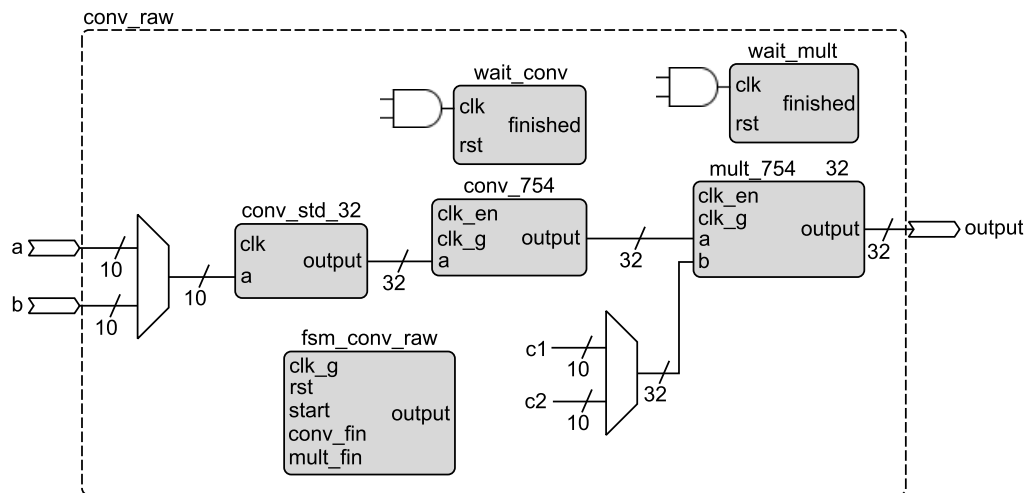 conv_raw
wait_conv
clk
finished
rst
wait_mult
clk
finished
rst
a
10
b
10
10
conv_std_32
clk
a
output
32
conv_754
clk_en
clk_g
a
output
32
mult_754 32
clk_en
clk_g
a
b
output
32
output
fsm_conv_raw
clk_g
rst
start
conv_fin
mult_fin
output
c1
10
c2
10
32